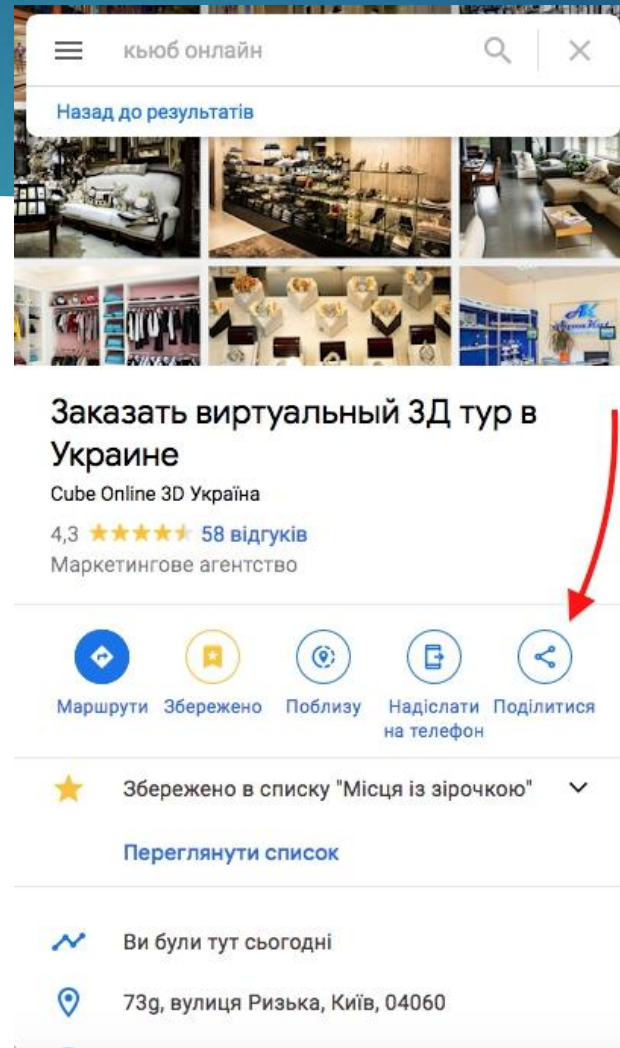 кьюб онлайн
Назад до результатів
Заказать виртуальный 3Д тур в
Украине
Cube Online 3D Україна
4,3 58 відгуків
Маркетингове агентство
Маршрути Збережено Поблизу Надіслати на телефон Поділитися
Збережено в списку "Місця із зірочкою"
Переглянути список
Ви були тут сьогодні
73g, вулиця Ризька, Київ, 04060